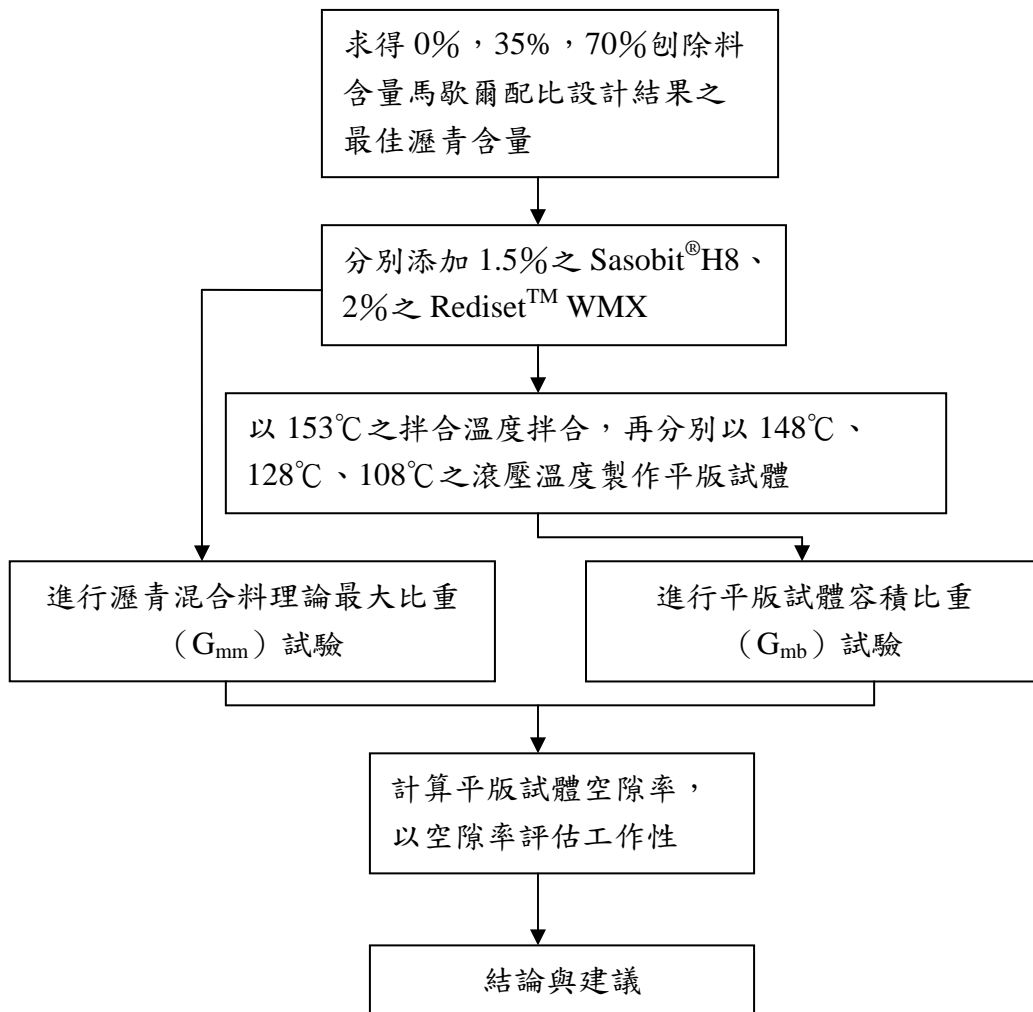 求得 0%，35%，70%刨除料
含量馬歇爾配比設計結果之
最佳瀝青含量
分別添加 1.5%之 Sasobit®H8、
2%之 Rediset™ WMX
以 153℃之拌合溫度拌合，再分別以 148℃、
128℃、108℃之滾壓溫度製作平版試體
進行瀝青混合料理論最大比重
（Gmm）試驗
進行平版試體容積比重
（Gmb）試驗
計算平版試體空隙率，
以空隙率評估工作性
結論與建議